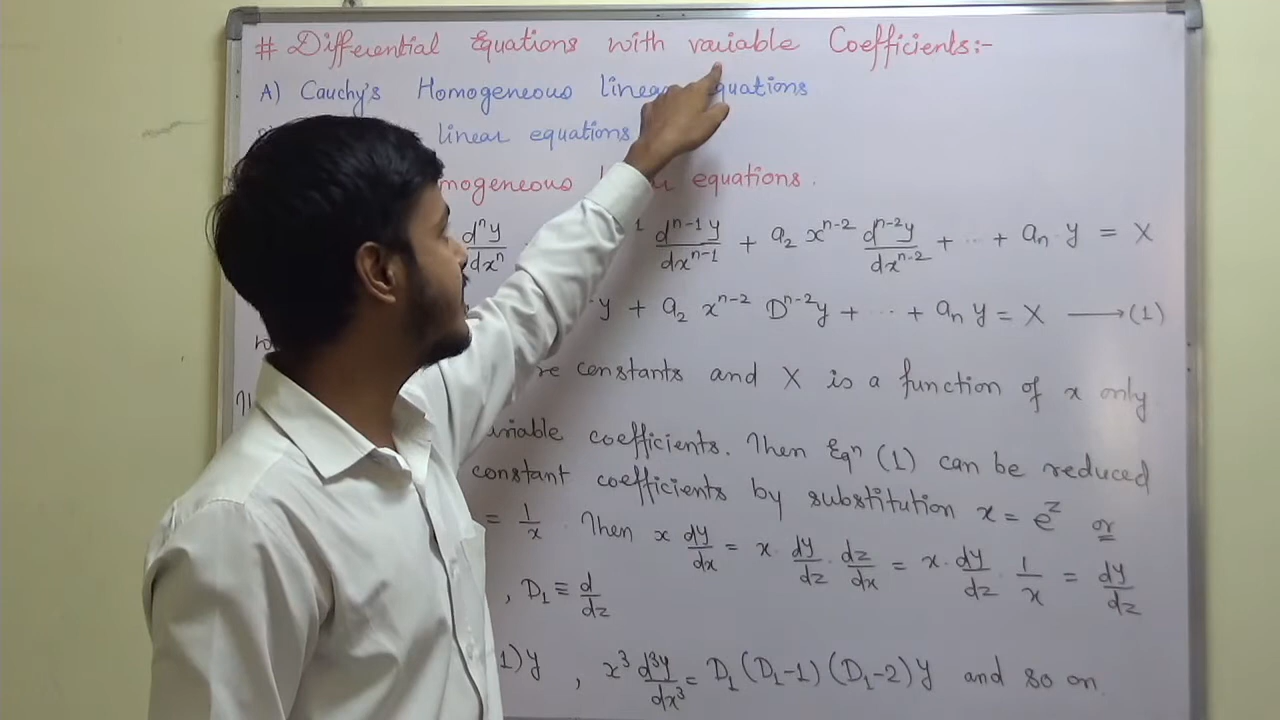 # Differential Equations with variable Coefficients:-
A) Cauchy's Homogeneous linear equations
linear equations
mogeneous equations.
dⁿy/dxⁿ 1 dⁿ⁻¹y/dxⁿ⁻¹ + a₂ xⁿ⁻² dⁿ⁻²y/dxⁿ⁻² + ... + aₙ y = X
y + a₂ xⁿ⁻² Dⁿ⁻²y + ... + aₙ y = X ⟶ (1)
re constants and X is a function of x only
ariable coefficients. Then Eqⁿ (1) can be reduced
constant coefficients by substitution x = e^z or
= 1/x . Then x dy/dx = x · dy/dz · dz/dx = x · dy/dz · 1/x = dy/dz
, D₁ ≡ d/dz
1)y , x³ d³y/dx³ = D₁(D₁-1)(D₁-2)y and so on.